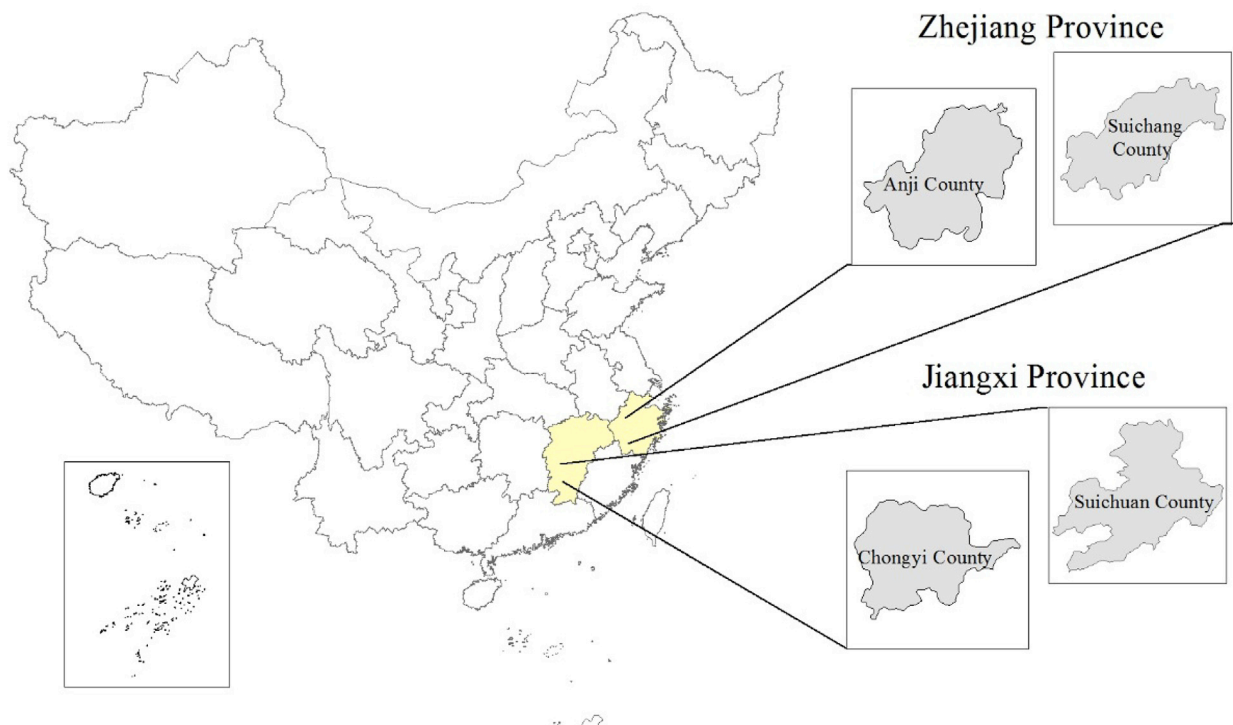 Zhejiang Province
Suichang
County
Anji County
Jiangxi Province
Suichuan County
Chongyi County